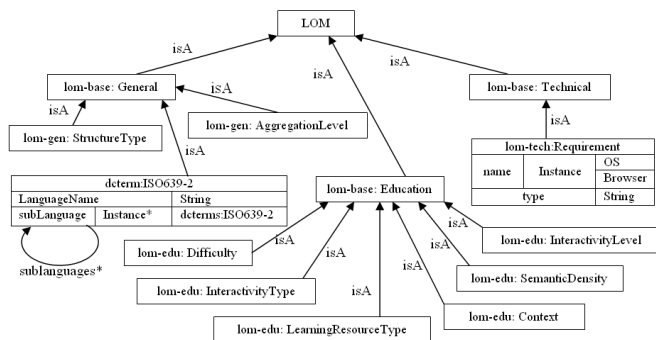 LOM
isA
isA
isA
lom-base: General
lom-base: Technical
isA
isA
isA
lom-gen: StructureType
lom-gen: AggregationLevel
isA
lom-tech:Requirement
name Instance OS
Browser
type String
dcterm:ISO639-2
LanguageName String
subLanguage Instance* dcterms:ISO639-2
sublanguages*
lom-base: Education
isA
lom-edu: InteractivityLevel
lom-edu: Difficulty
isA
isA
lom-edu: SemanticDensity
isA
isA
lom-edu: InteractivityType
lom-edu: Context
lom-edu: LearningResourceType